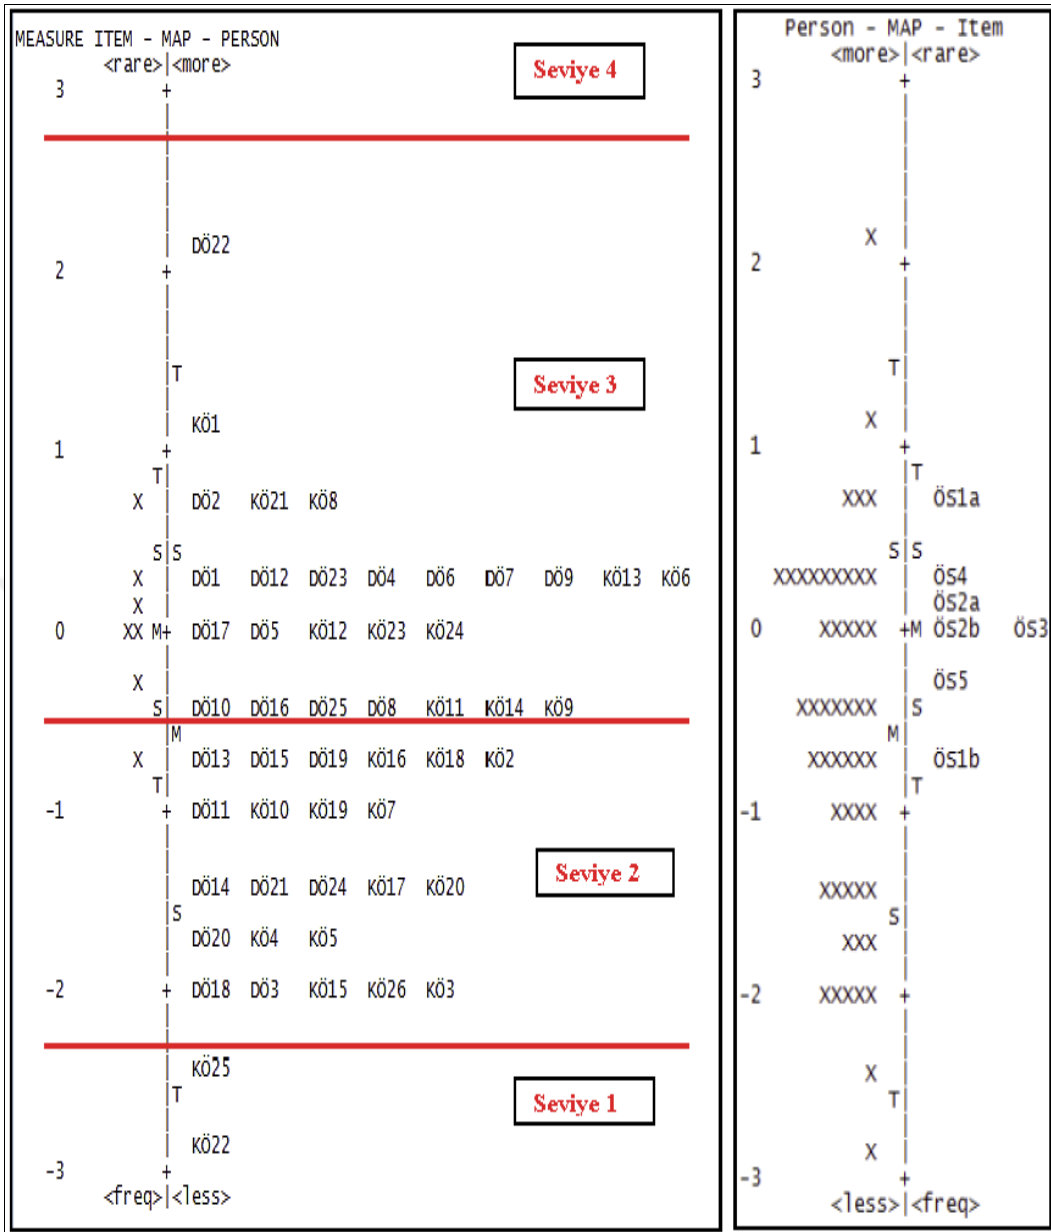 MEASURE ITEM - MAP - PERSON
<rare>|<more>
Seviye 4
3 +
DÖ22
2 +
T
Seviye 3
KÖ1
1 +
T
X DÖ2 KÖ21 KÖ8
S|S
X DÖ1 DÖ12 DÖ23 DÖ4 DÖ6 DÖ7 DÖ9 KÖ13 KÖ6
X
0 XX M+ DÖ17 DÖ5 KÖ12 KÖ23 KÖ24
X
S| DÖ10 DÖ16 DÖ25 DÖ8 KÖ11 KÖ14 KÖ9
|M
X | DÖ13 DÖ15 DÖ19 KÖ16 KÖ18 KÖ2
T|
-1 + DÖ11 KÖ10 KÖ19 KÖ7
Seviye 2
DÖ14 DÖ21 DÖ24 KÖ17 KÖ20
|S
DÖ20 KÖ4 KÖ5
-2 + DÖ18 DÖ3 KÖ15 KÖ26 KÖ3
KÖ25
|T
Seviye 1
KÖ22
-3 +
<freq>|<less>
Person - MAP - Item
<more>|<rare>
3 +
X |
2 +
T|
X |
1 +
|T
XXX | ÖS1a
S|S
XXXXXXXXX | ÖS4
| ÖS2a
0 XXXXX +M ÖS2b ÖS3
| ÖS5
XXXXXXX |S
M|
XXXXXX | ÖS1b
|T
-1 XXXX +
XXXXX |
S|
XXX |
-2 XXXXX +
X |
T|
X |
-3 +
<less>|<freq>